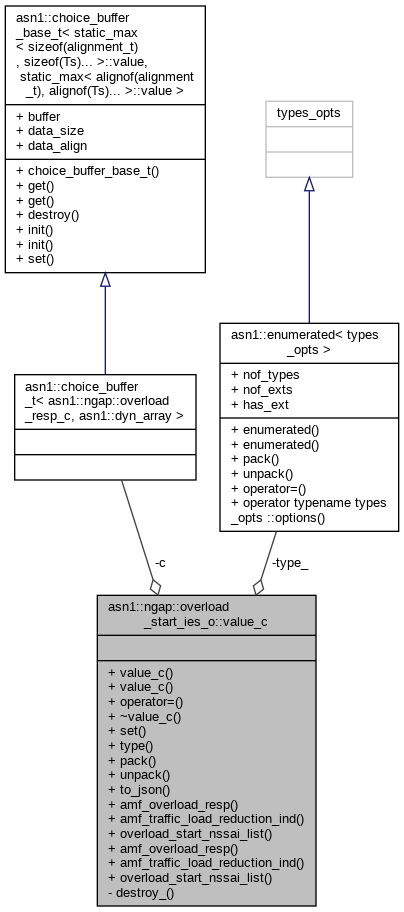 asn1::choice_buffer
_base_t< static_max
< sizeof(alignment_t)
, sizeof(Ts)... >::value,
static_max< alignof(alignment
_t), alignof(Ts)... >::value >
+ buffer
+ data_size
+ data_align
+ choice_buffer_base_t()
+ get()
+ get()
+ destroy()
+ init()
+ init()
+ set()
types_opts
asn1::choice_buffer
_t< asn1::ngap::overload
_resp_c, asn1::dyn_array >
asn1::enumerated< types
_opts >
+ nof_types
+ nof_exts
+ has_ext
+ enumerated()
+ enumerated()
+ pack()
+ unpack()
+ operator=()
+ operator typename types
_opts ::options()
-c
-type_
asn1::ngap::overload
_start_ies_o::value_c
+ value_c()
+ value_c()
+ operator=()
+ ~value_c()
+ set()
+ type()
+ pack()
+ unpack()
+ to_json()
+ amf_overload_resp()
+ amf_traffic_load_reduction_ind()
+ overload_start_nssai_list()
+ amf_overload_resp()
+ amf_traffic_load_reduction_ind()
+ overload_start_nssai_list()
- destroy_()